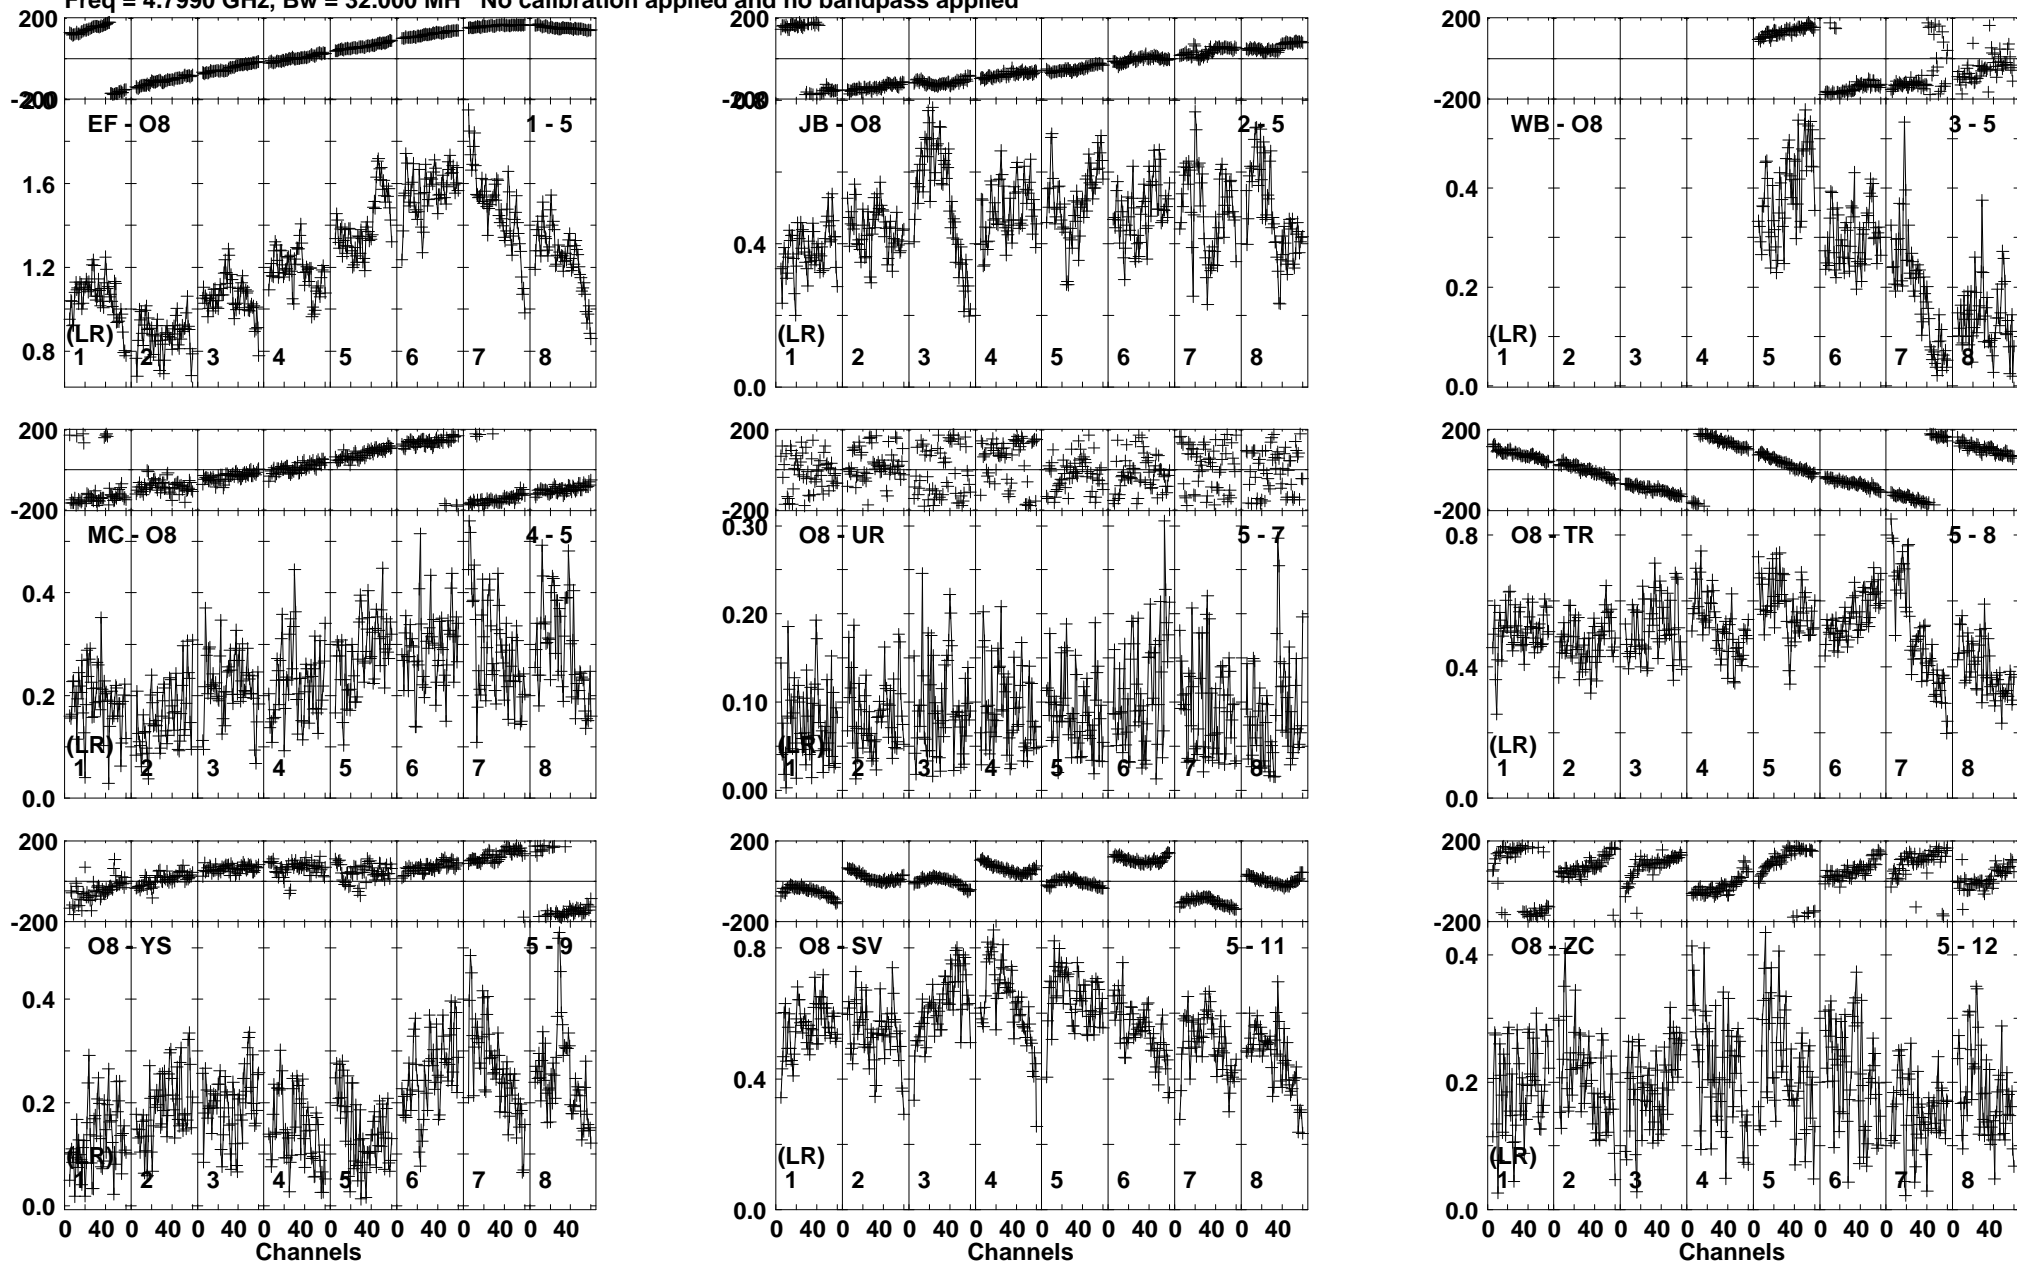 Freq = 4.7990 GHz, Bw = 32.000 MH No calibration applied and no bandpass applied
200 200 200
-200 -200 -200
2.0 0.8
EF - O8 1 - 5 JB - O8 2 - 5 WB - O8 3 - 5
1.6 0.4 0.4
1.2 0.2
0.8 0.0 0.0
(LR) (LR) (LR)
1 2 3 4 5 6 7 8 1 2 3 4 5 6 7 8 1 2 3 4 5 6 7 8
200 200 200
-200 -200 -200
MC - O8 4 - 5 O8 - UR 5 - 7 O8 - TR 5 - 8
0.4 0.30 0.8
0.2 0.20 0.4
0.0 0.10 0.0
0.00
(LR) (LR) (LR)
1 2 3 4 5 6 7 8 1 2 3 4 5 6 7 8 1 2 3 4 5 6 7 8
200 200 200
-200 -200 -200
O8 - YS 5 - 9 O8 - SV 5 - 11 O8 - ZC 5 - 12
0.4 0.8 0.4
0.2 0.4 0.2
0.0 0.0 0.0
(LR) (LR) (LR)
1 2 3 4 5 6 7 8 1 2 3 4 5 6 7 8 1 2 3 4 5 6 7 8
0 40 0 40 0 40 0 40 0 40 0 40 0 40 0 40 0 40 0 40 0 40 0 40 0 40 0 40 0 40 0 40 0 40 0 40 0 40 0 40 0 40 0 40 0 40 0 40
Channels Channels Channels